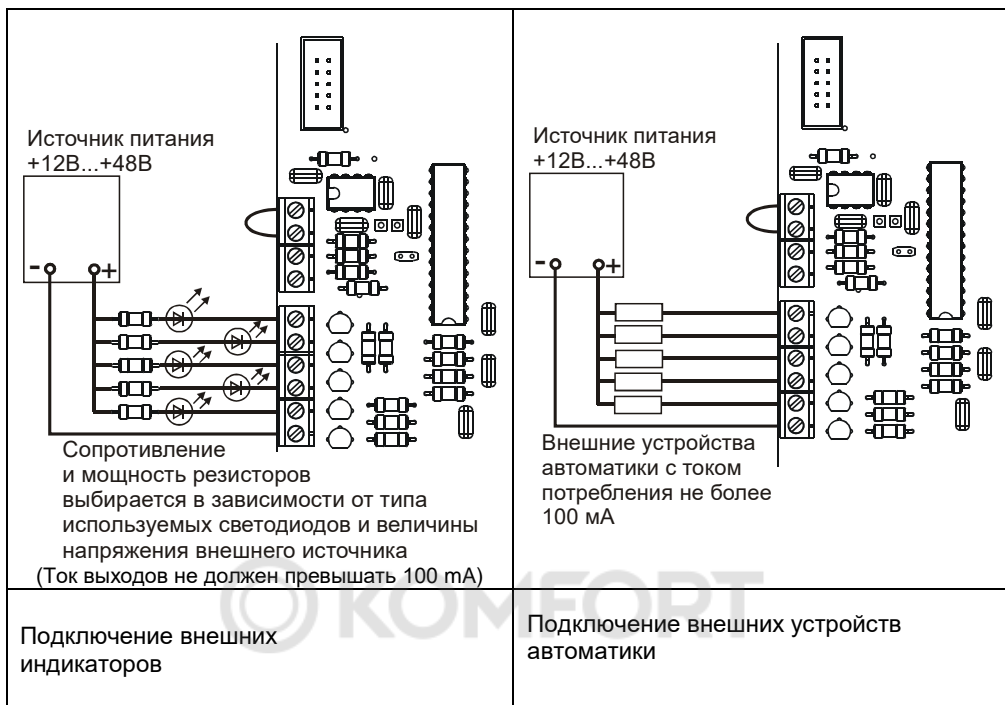 Источник питания
+12В...+48В
- +
Сопротивление
и мощность резисторов
выбирается в зависимости от типа
используемых светодиодов и величины
напряжения внешнего источника
(Ток выходов не должен превышать 100 mA)
Источник питания
+12В...+48В
- +
Внешние устройства
автоматики с током
потребления не более
100 мА
KOMFORT
Подключение внешних
индикаторов
Подключение внешних устройств
автоматики